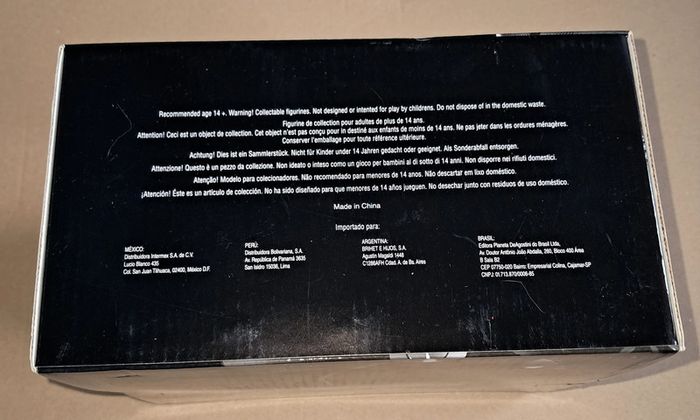 Recommended age 14 +. Warning! Collectable figurines. Not designed or intented for play by childrens. Do not dispose of in the domestic waste.
Figurine de collection pour adultes de plus de 14 ans.
Attention! Ceci est un object de collection. Cet object n'est pas conçu pour in destiné aux enfants de moins de 14 ans. Ne pas jeter dans les ordures ménagères.
Conserver l'emballage pour toute référence ultérieure.
Achtung! Dies ist ein Sammlerstück. Nicht für Kinder unter 14 Jahren gedacht oder geeignet. Als Sonderabfall entsorgen.
Attenzione! Questo è un pezzo da collezione. Non ideato o inteso como un gioco per bambini al di sotto di 14 anni. Non disporre nei rifiuti domestici.
Atenção! Modelo para colecionadores. Não recomendado para menores de 14 anos. Não descartar em lixo doméstico.
¡Atención! Éste es un artículo de colección. No ha sido diseñado para que menores de 14 años jueguen. No desechar junto con residuos de uso doméstico.
Made in China
Importado para:
MÉXICO:
Distribuidora Intermex S.A. de C.V.
Lucio Blanco 435
Col. San Juan Tlihuaca, 02400, México D.F.
PERÚ:
Distribuidora Bolivariana, S.A.
Av. República de Panamá 3635
San Isidro 15036, Lima
ARGENTINA:
BRIHET E HIJOS, S.A.
Agustín Magaldi 1448
C1286AFH Cdad. A. de Bs. Aires
BRASIL:
Editora Planeta DeAgostini do Brasil Ltda,
Av. Doutor Antônio João Abdalla, 260, Bloco 400 Área
B Sala B2
CEP 07750-020 Bairro: Empresarial Colina, Cajamar-SP
CNPJ: 01.713.870/0006-85